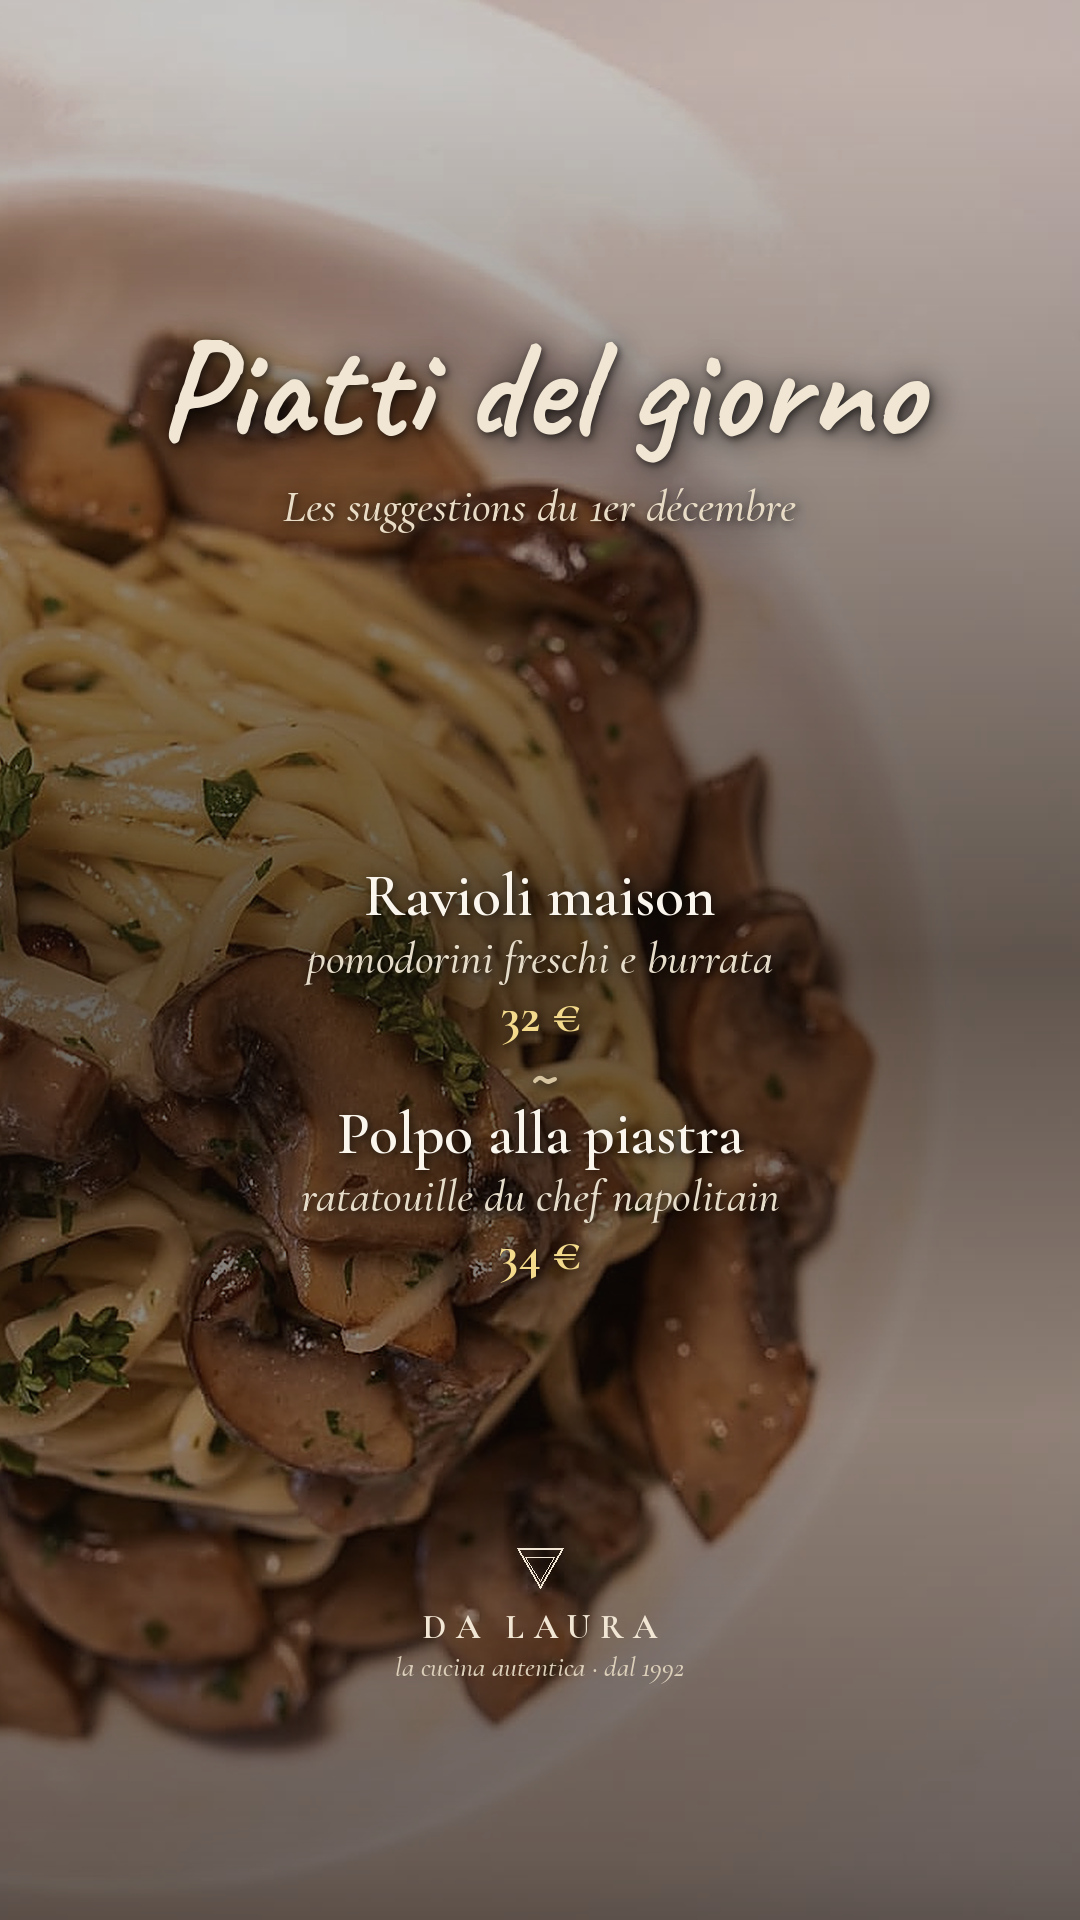 Piatti del giorno
Les suggestions du 1er décembre
Ravioli maison
pomodorini freschi e burrata
32 €
~
Polpo alla piastra
ratatouille du chef napolitain
34 €
DA LAURA
la cucina autentica · dal 1992